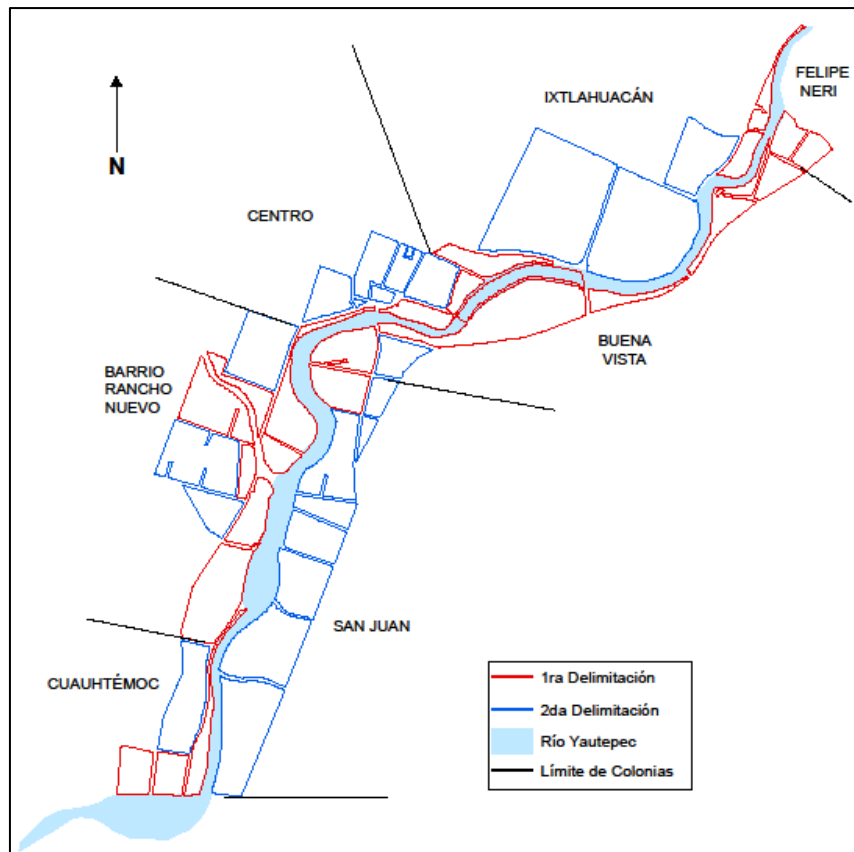 FELIPE
NERI
IXTLAHUACÁN
N
CENTRO
BUENA
VISTA
BARRIO
RANCHO
NUEVO
SAN JUAN
CUAUHTÉMOC
1ra Delimitación
2da Delimitación
Río Yautepec
Límite de Colonias